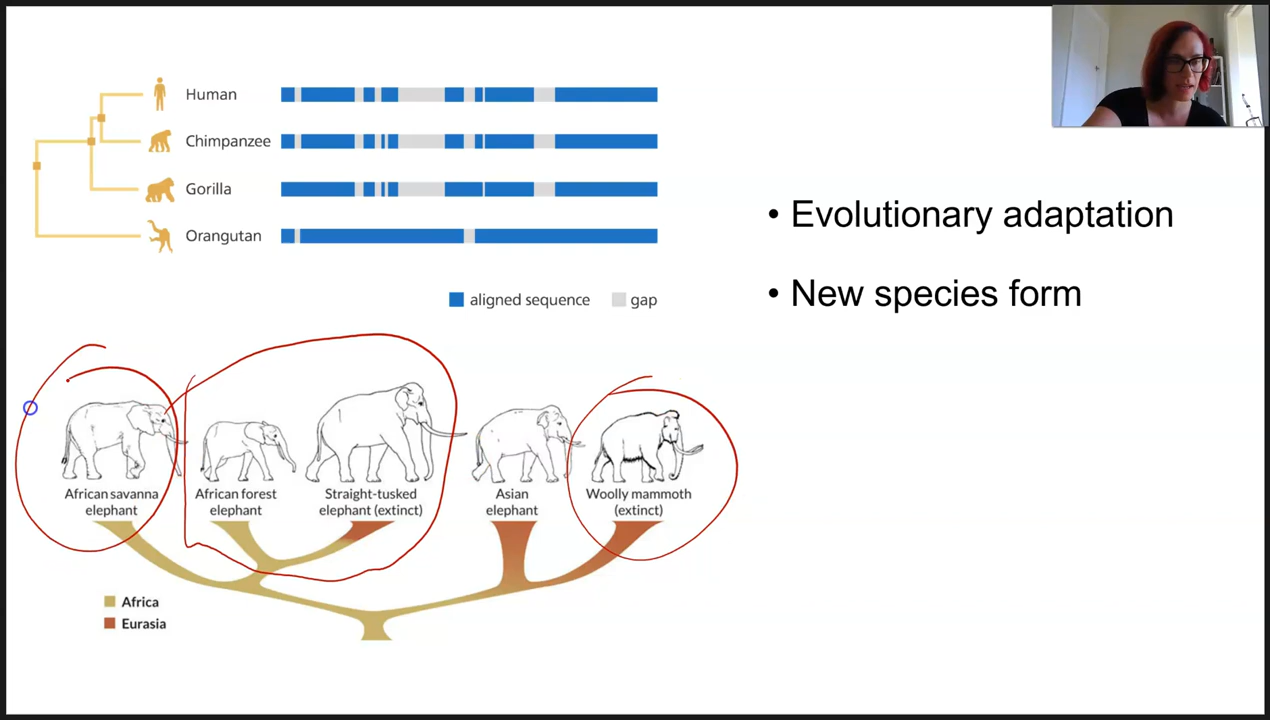 Human
Chimpanzee
Gorilla
Orangutan
aligned sequence gap
• Evolutionary adaptation
• New species form
African savanna
elephant
African forest
elephant
Straight-tusked
elephant (extinct)
Asian
elephant
Woolly mammoth
(extinct)
Africa
Eurasia